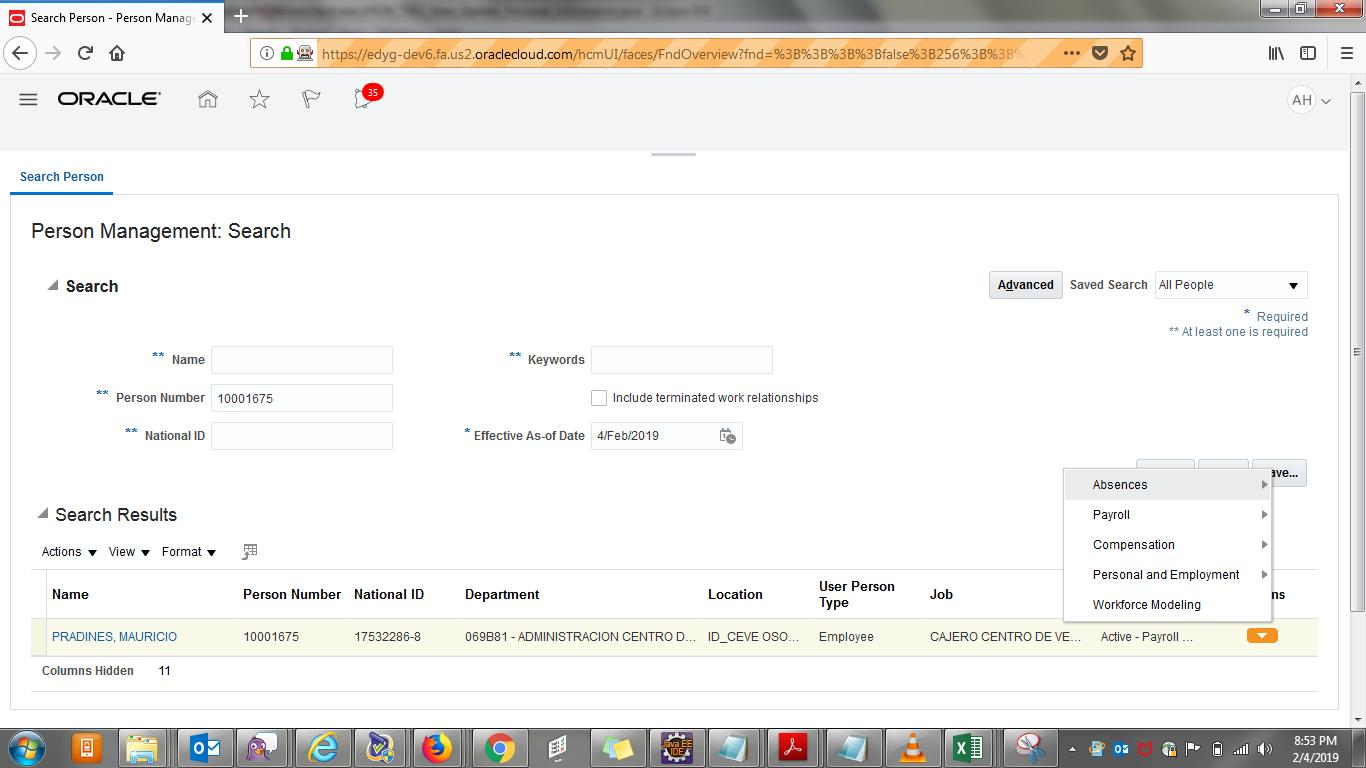 Search Person - Person Manag
https://edyg-dev6.fa.us2.oraclecloud.com/hcmUI/faces/FndOverview?fnd=%3B%3B%3B%3Bfalse%3B256%3B%3B%
ORACLE
35
AH
Search Person
Person Management: Search
Search
Advanced
Saved Search
All People
* Required
** At least one is required
** Name
** Keywords
** Person Number
10001675
Include terminated work relationships
** National ID
* Effective As-of Date
4/Feb/2019
ave...
Absences
Payroll
Compensation
Personal and Employment
Workforce Modeling
Search Results
Actions View Format
Name Person Number National ID Department Location User Person Type Job ns
PRADINES, MAURICIO 10001675 17532286-8 069B81 - ADMINISTRACION CENTRO D... ID_CEVE OSO... Employee CAJERO CENTRO DE VE... Active - Payroll ...
Columns Hidden 11
Java EE
IDE
8:53 PM
2/4/2019